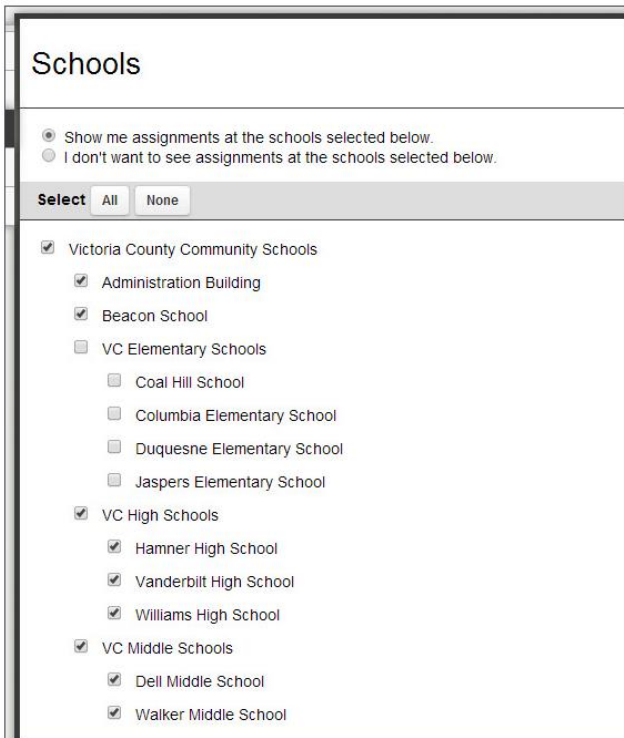 Schools
Show me assignments at the schools selected below.
I don't want to see assignments at the schools selected below.
Select All None
Victoria County Community Schools
Administration Building
Beacon School
VC Elementary Schools
Coal Hill School
Columbia Elementary School
Duquesne Elementary School
Jaspers Elementary School
VC High Schools
Hamner High School
Vanderbilt High School
Williams High School
VC Middle Schools
Dell Middle School
Walker Middle School